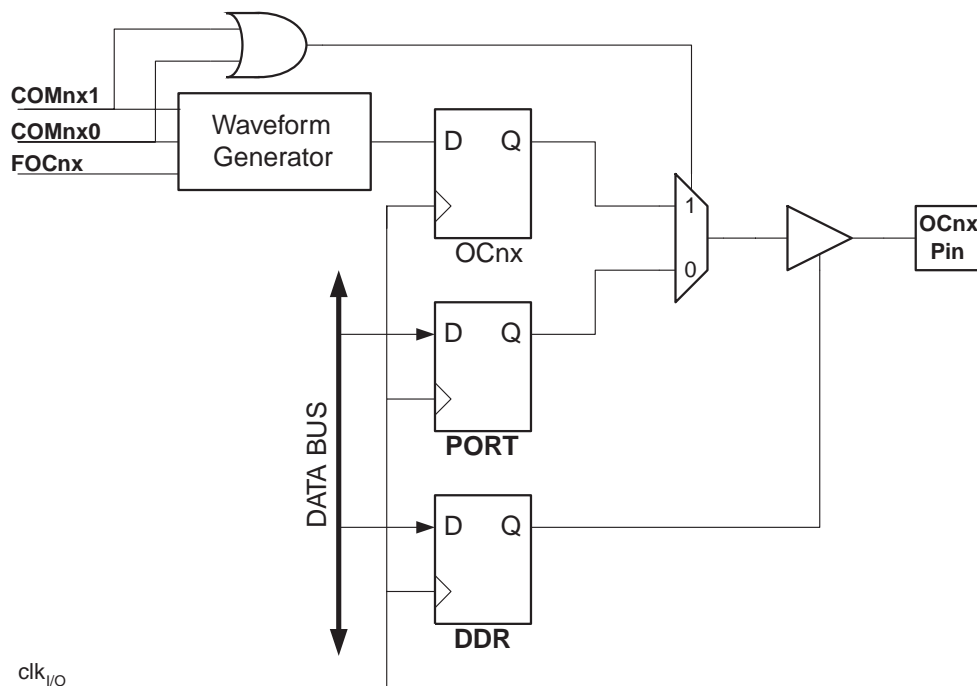 COMnx1
COMnx0
FOCnx
Waveform
Generator
D Q
OCnx
1
0
OCnx
Pin
D Q
PORT
DATA BUS
D Q
DDR
clkI/O